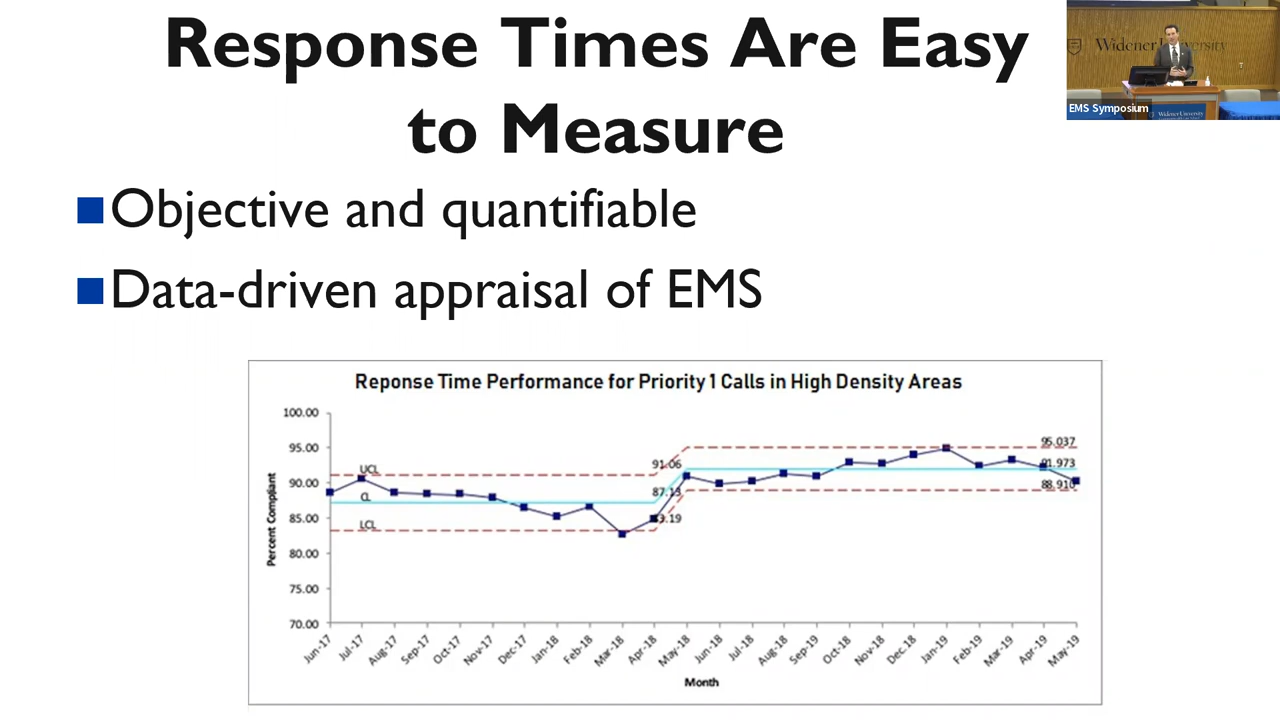 Response Times Are Easy
to Measure
Widener University
EMS Symposium
Widener University
Objective and quantifiable
Data-driven appraisal of EMS
Reponse Time Performance for Priority 1 Calls in High Density Areas
100.00
95.00
90.00
85.00
80.00
75.00
70.00
Percent Compliant
UCL
CL
LCL
91.06
87.13
83.19
95.037
91.973
88.910
Jun-17
Jul-17
Aug-17
Sep-17
Oct-17
Nov-17
Dec-17
Jan-18
Feb-18
Mar-18
Apr-18
May-18
Jun-18
Jul-18
Aug-18
Sep-19
Oct-18
Nov-18
Dec.18
Jan-19
Feb-19
Mar-19
Apr-19
May-19
Month